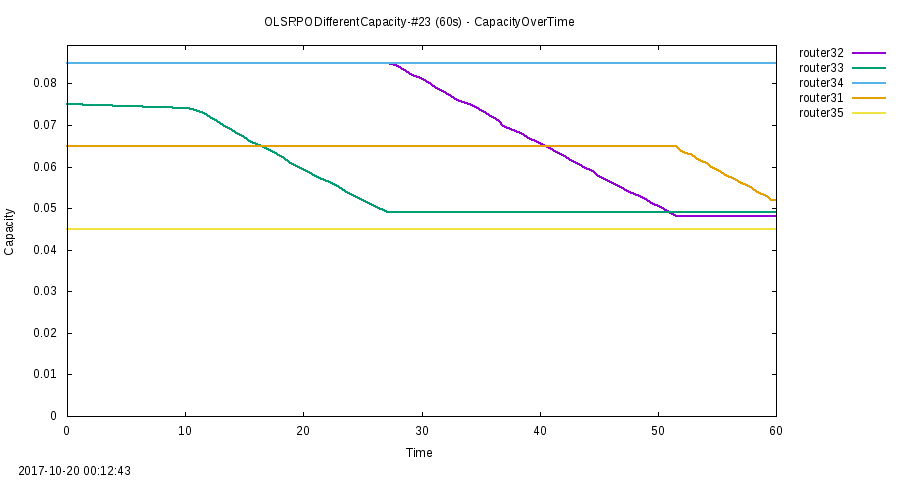 OLSRPODifferentCapacity-#23 (60s) - CapacityOverTime
router32
router33
router34
router31
router35
0.08
0.07
0.06
0.05
0.04
0.03
0.02
0.01
0
Capacity
0 10 20 30 40 50 60
Time
2017-10-20 00:12:43